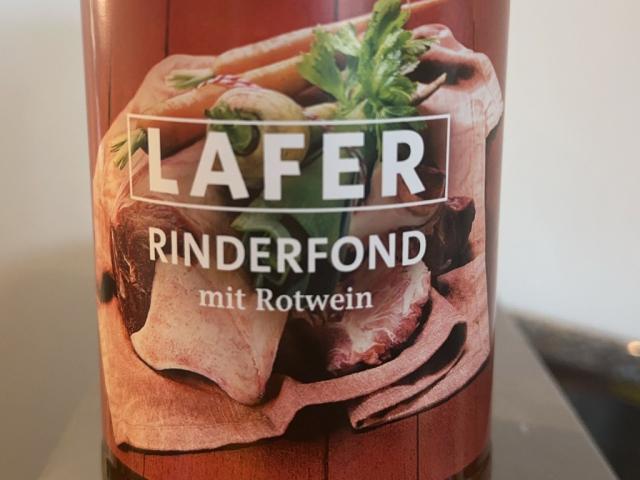 LAFER
RINDERFOND
mit Rotwein